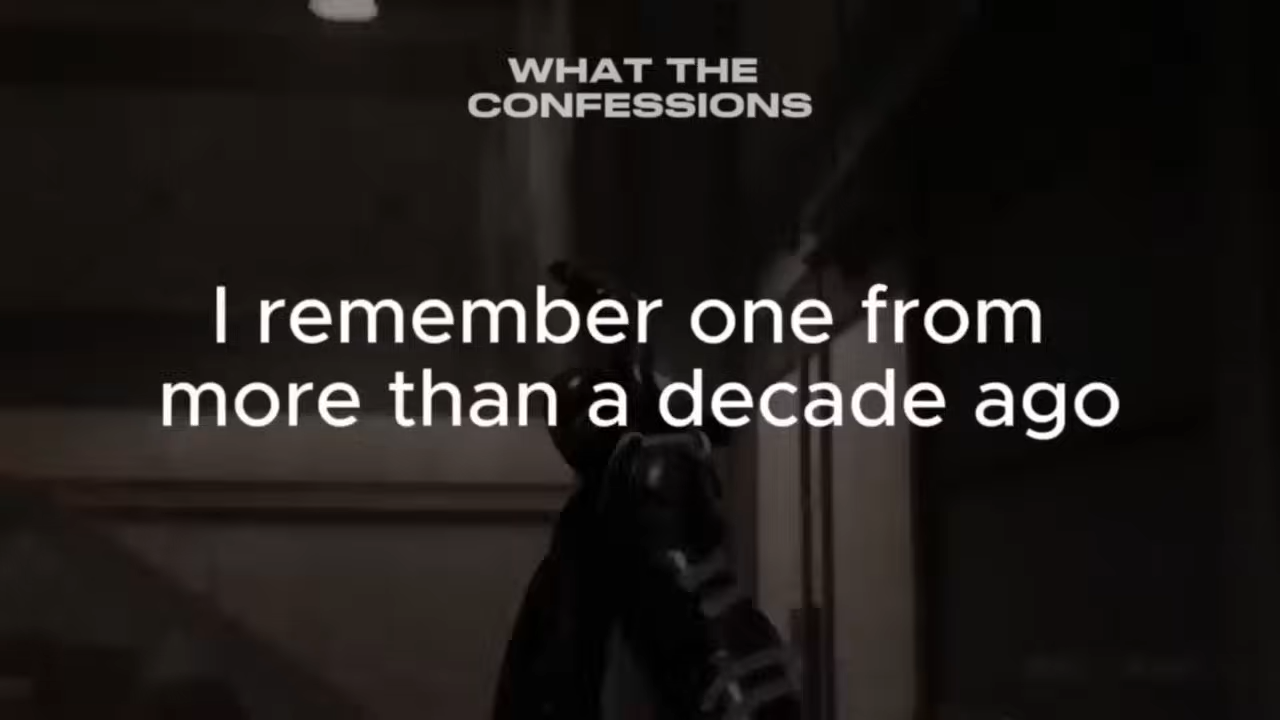 WHAT THE
CONFESSIONS
I remember one from
more than a decade ago